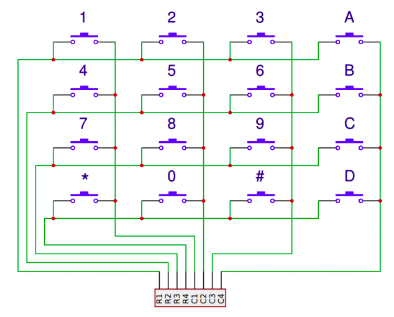 1 2 3 A
4 5 6 B
7 8 9 C
* 0 # D
R1 R2 R3 R4 C1 C2 C3 C4